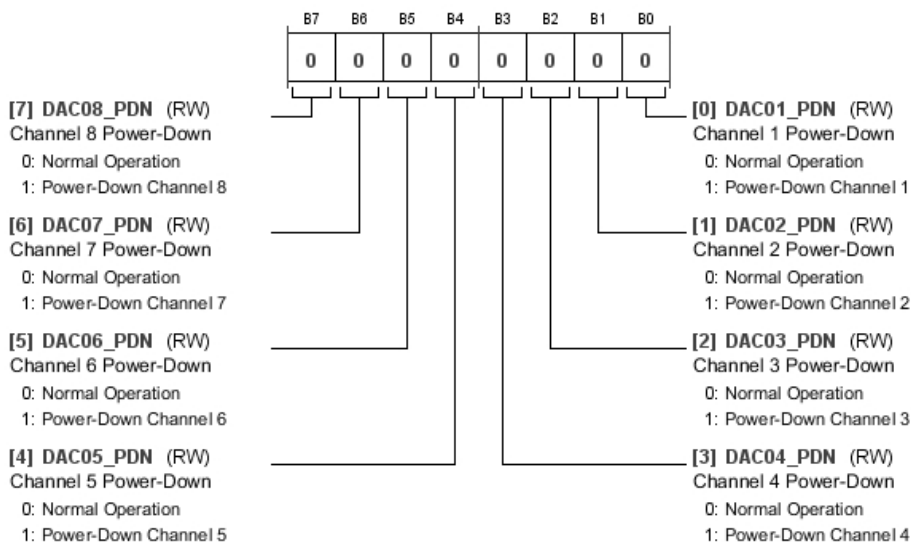 B7 B6 B5 B4 B3 B2 B1 B0
0 0 0 0 0 0 0 0
[7] DAC08_PDN (RW)
Channel 8 Power-Down
0: Normal Operation
1: Power-Down Channel 8
[6] DAC07_PDN (RW)
Channel 7 Power-Down
0: Normal Operation
1: Power-Down Channel 7
[5] DAC06_PDN (RW)
Channel 6 Power-Down
0: Normal Operation
1: Power-Down Channel 6
[4] DAC05_PDN (RW)
Channel 5 Power-Down
0: Normal Operation
1: Power-Down Channel 5
[0] DAC01_PDN (RW)
Channel 1 Power-Down
0: Normal Operation
1: Power-Down Channel 1
[1] DAC02_PDN (RW)
Channel 2 Power-Down
0: Normal Operation
1: Power-Down Channel 2
[2] DAC03_PDN (RW)
Channel 3 Power-Down
0: Normal Operation
1: Power-Down Channel 3
[3] DAC04_PDN (RW)
Channel 4 Power-Down
0: Normal Operation
1: Power-Down Channel 4